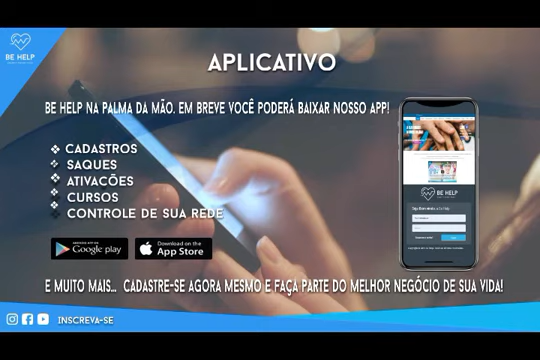 BE HELP
APLICATIVO
BE HELP NA PALMA DA MÃO. EM BREVE VOCÊ PODERÁ BAIXAR NOSSO APP!
CADASTROS
SAQUES
ATIVAÇÕES
CURSOS
CONTROLE DE SUA REDE
Google play
Download on the
App Store
BE HELP
E MUITO MAIS... CADASTRE-SE AGORA MESMO E FAÇA PARTE DO MELHOR NEGÓCIO DE SUA VIDA!
INSCREVA-SE